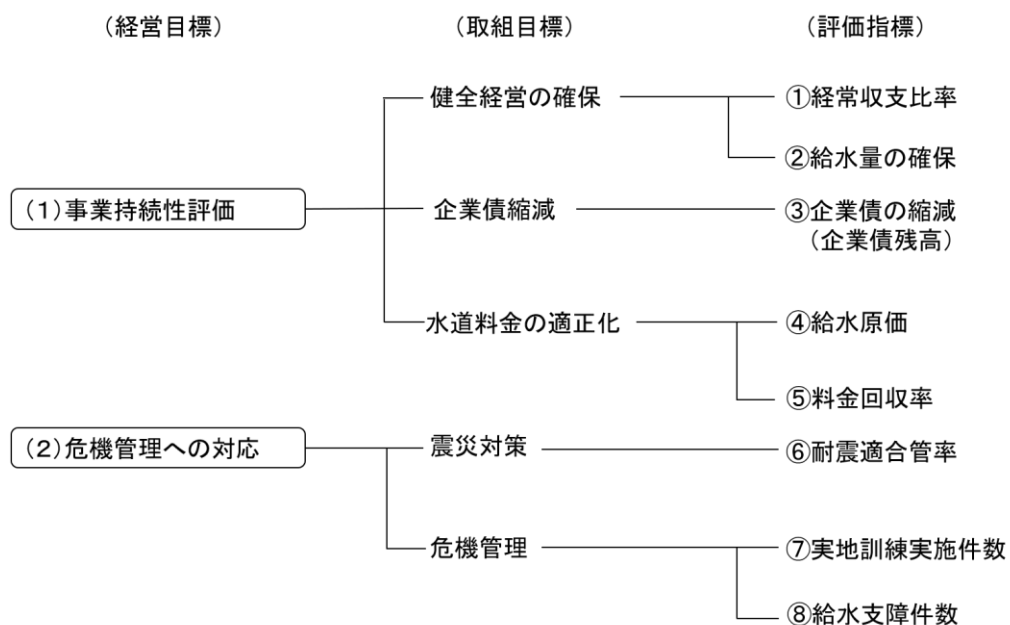 （経営目標）
（取組目標）
（評価指標）
健全経営の確保
①経常収支比率
②給水量の確保
（1）事業持続性評価
企業債縮減
③企業債の縮減
（企業債残高）
水道料金の適正化
④給水原価
⑤料金回収率
（2）危機管理への対応
震災対策
⑥耐震適合管率
危機管理
⑦実地訓練実施件数
⑧給水支障件数